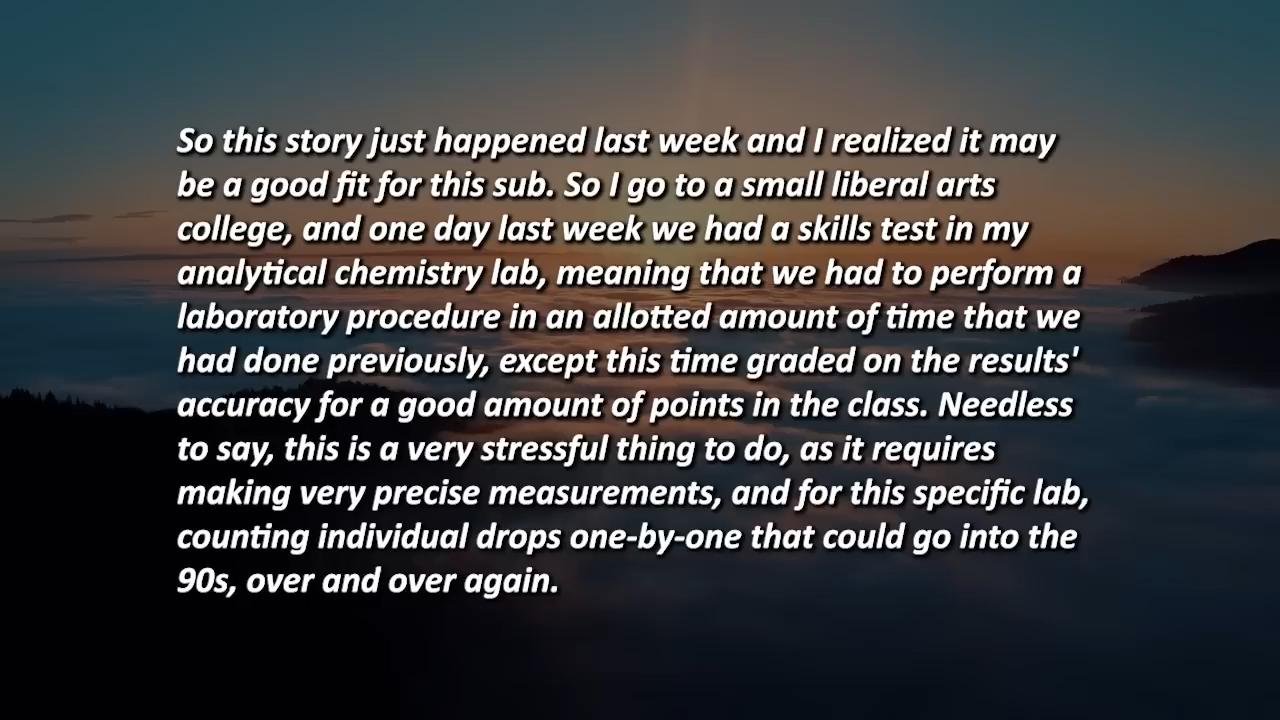 So this story just happened last week and I realized it may
be a good fit for this sub. So I go to a small liberal arts
college, and one day last week we had a skills test in my
analytical chemistry lab, meaning that we had to perform a
laboratory procedure in an allotted amount of time that we
had done previously, except this time graded on the results'
accuracy for a good amount of points in the class. Needless
to say, this is a very stressful thing to do, as it requires
making very precise measurements, and for this specific lab,
counting individual drops one-by-one that could go into the
90s, over and over again.